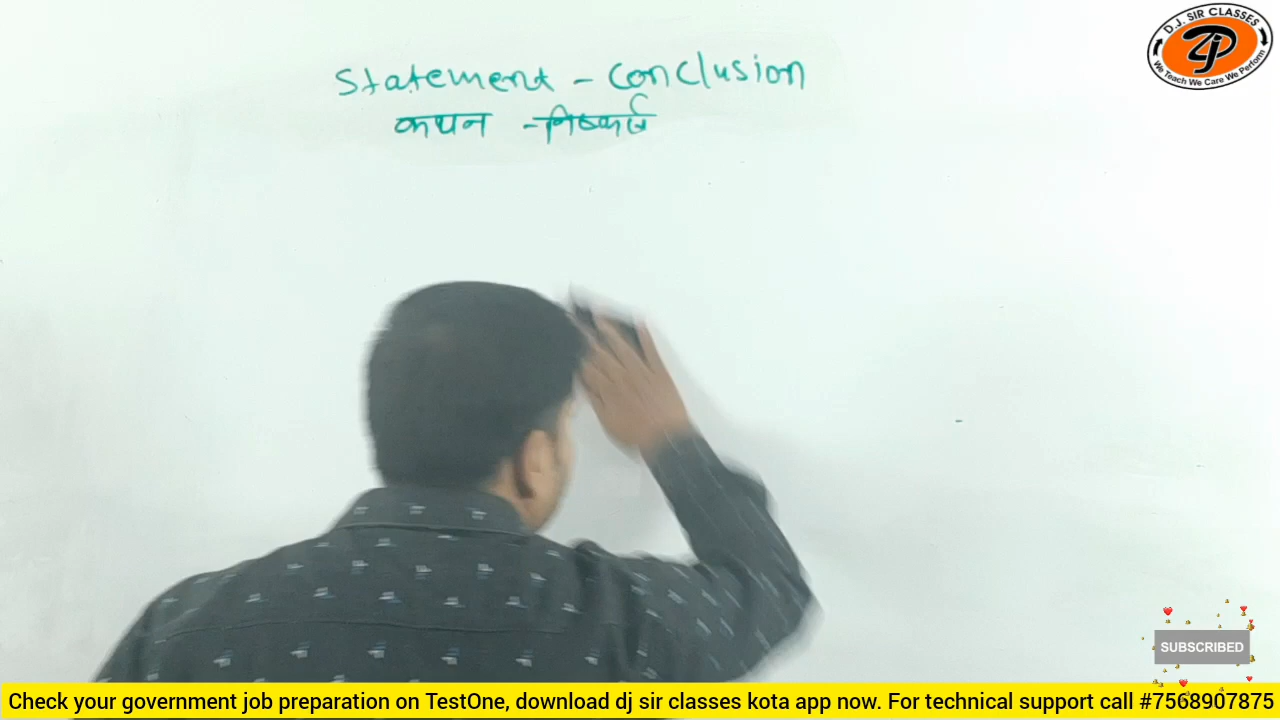 D.J. SIR CLASSES
We Teach We Care We Perform
Statement - Conclusion
कथन - निष्कर्ष
SUBSCRIBED
Check your government job preparation on TestOne, download dj sir classes kota app now. For technical support call #7568907875